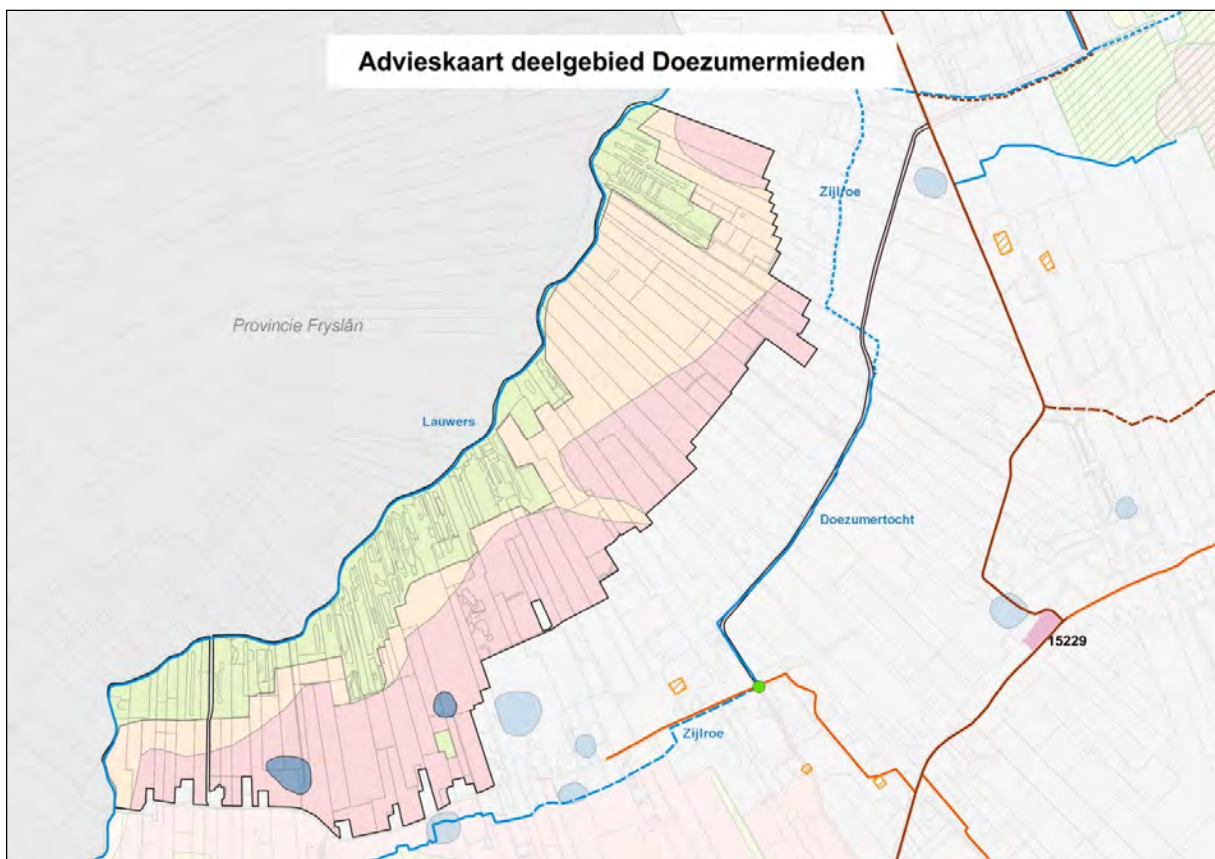 Advieskaart deelgebied Doezumermieden
Zijlroe
Provincie Fryslân
Lauwers
Doezumertocht
15229
Zijlroe